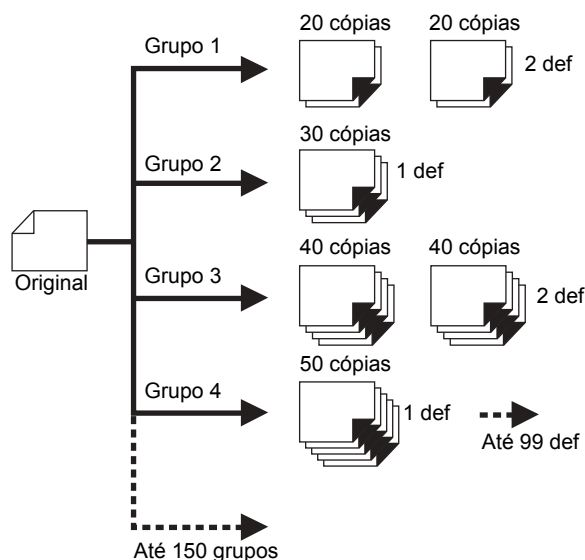 20 cópias 20 cópias
Grupo 1
2 def
30 cópias
Grupo 2
1 def
40 cópias 40 cópias
Original
Grupo 3
2 def
50 cópias
Grupo 4
1 def
Até 99 def
Até 150 grupos